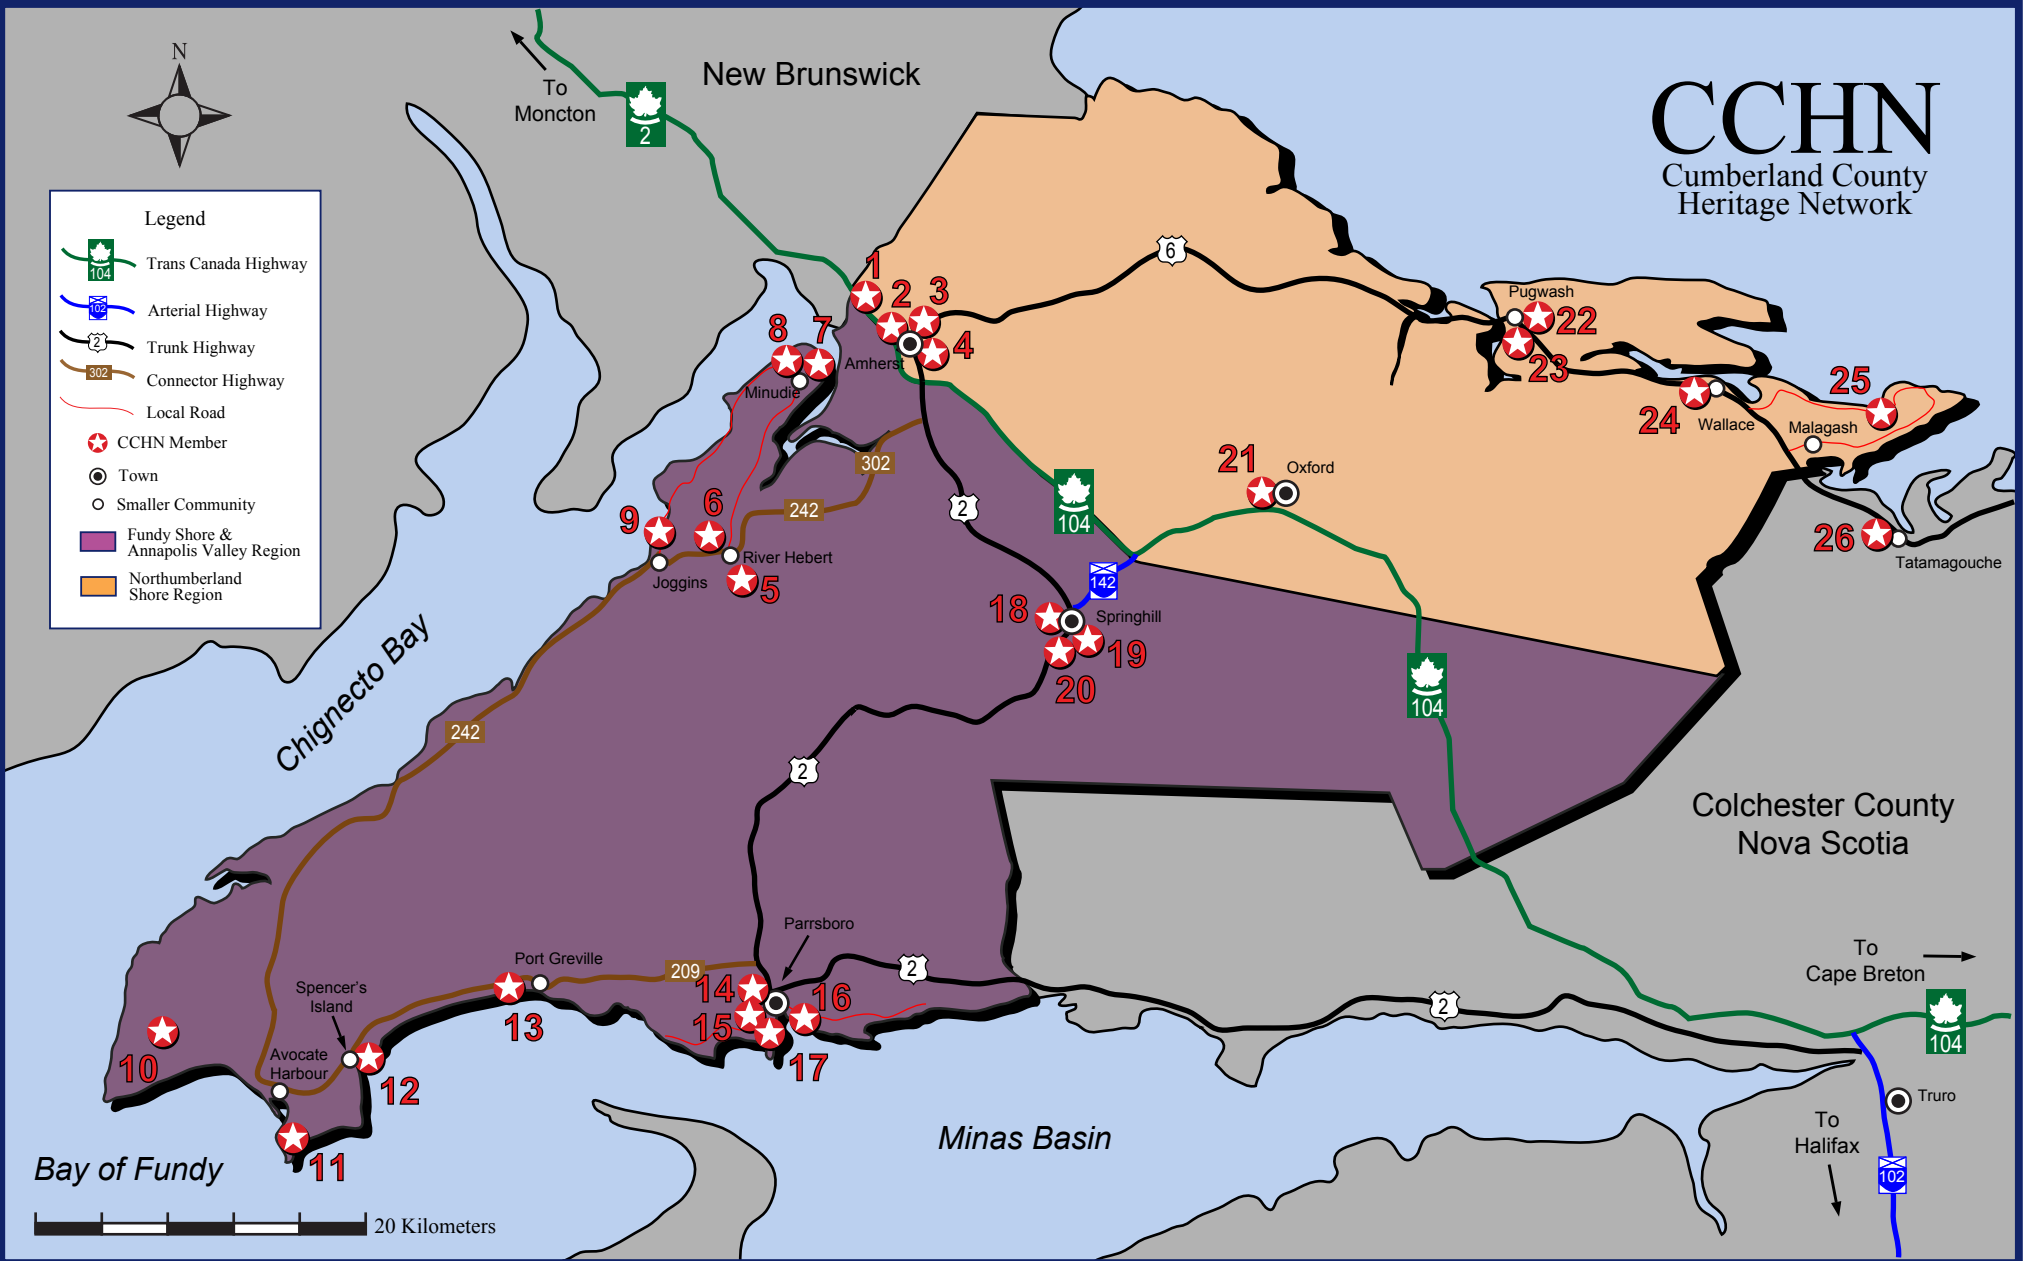 N
New Brunswick
To
Moncton
2
CCHN
Cumberland County
Heritage Network
Legend
104
Trans Canada Highway
102
Arterial Highway
2
Trunk Highway
302
Connector Highway
Local Road
CCHN Member
Town
Smaller Community
Fundy Shore &
Annapolis Valley Region
Northumberland
Shore Region
6
1
2
3
4
Amherst
8
7
Minudie
Pugwash
22
23
25
24
Wallace
Malagash
302
242
104
21
Oxford
2
9
6
River Hebert
Joggins
5
26
Tatamagouche
142
18
Springhill
19
20
Chignecto Bay
242
104
2
Colchester County
Nova Scotia
Parrsboro
Port Greville
209
2
To
Cape Breton
Spencer's
Island
14
16
15
13
17
2
104
10
Avocate
Harbour
12
11
Truro
To
Halifax
102
Minas Basin
Bay of Fundy
20 Kilometers